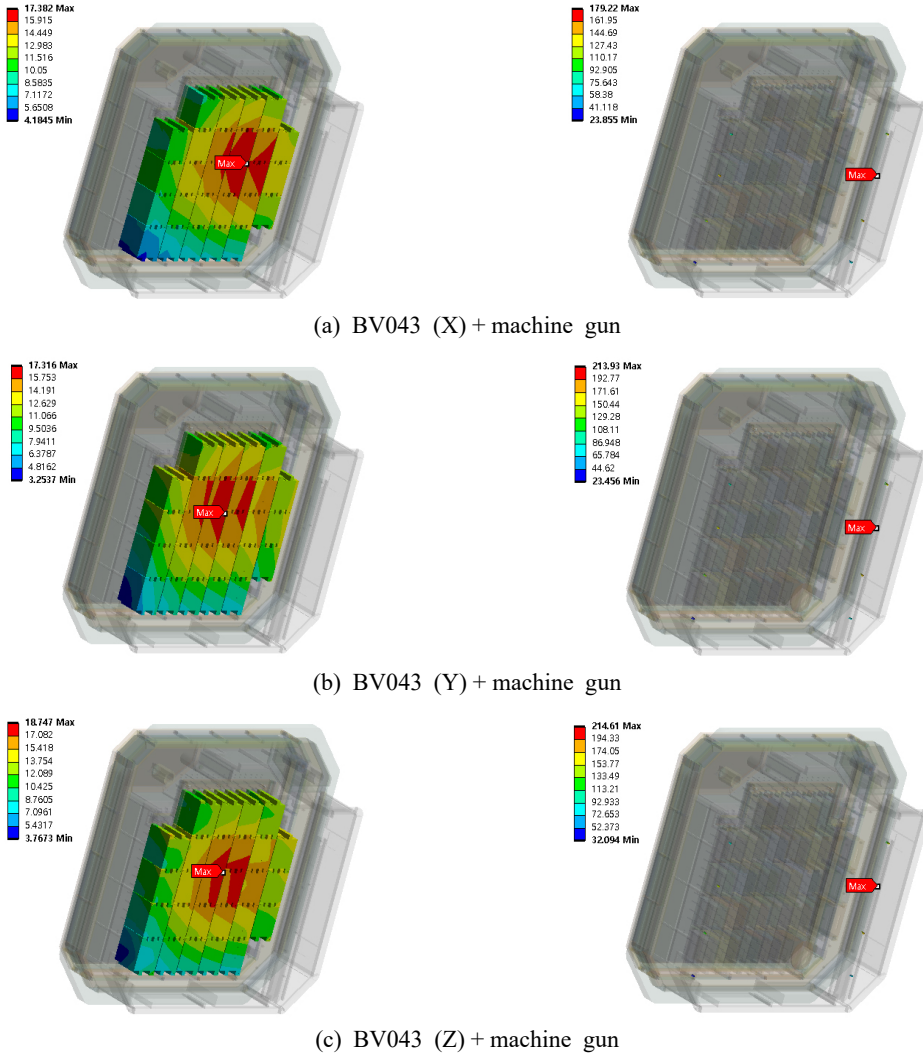 17.382 Max
15.915
14.449
12.983
11.516
10.05
8.5835
7.1172
5.6508
4.1845 Min
Max
179.22 Max
161.95
144.69
127.43
110.17
92.905
75.643
58.38
41.118
23.855 Min
Max
(a) BV043 (X) + machine gun
17.316 Max
15.753
14.191
12.629
11.066
9.5036
7.9411
6.3787
4.8162
3.2537 Min
Max
213.93 Max
192.77
171.61
150.44
129.28
108.11
86.948
65.784
44.62
23.456 Min
Max
(b) BV043 (Y) + machine gun
18.747 Max
17.082
15.418
13.754
12.089
10.425
8.7605
7.0961
5.4317
3.7673 Min
Max
214.61 Max
194.33
174.05
153.77
133.49
113.21
92.933
72.653
52.373
32.094 Min
Max
(c) BV043 (Z) + machine gun